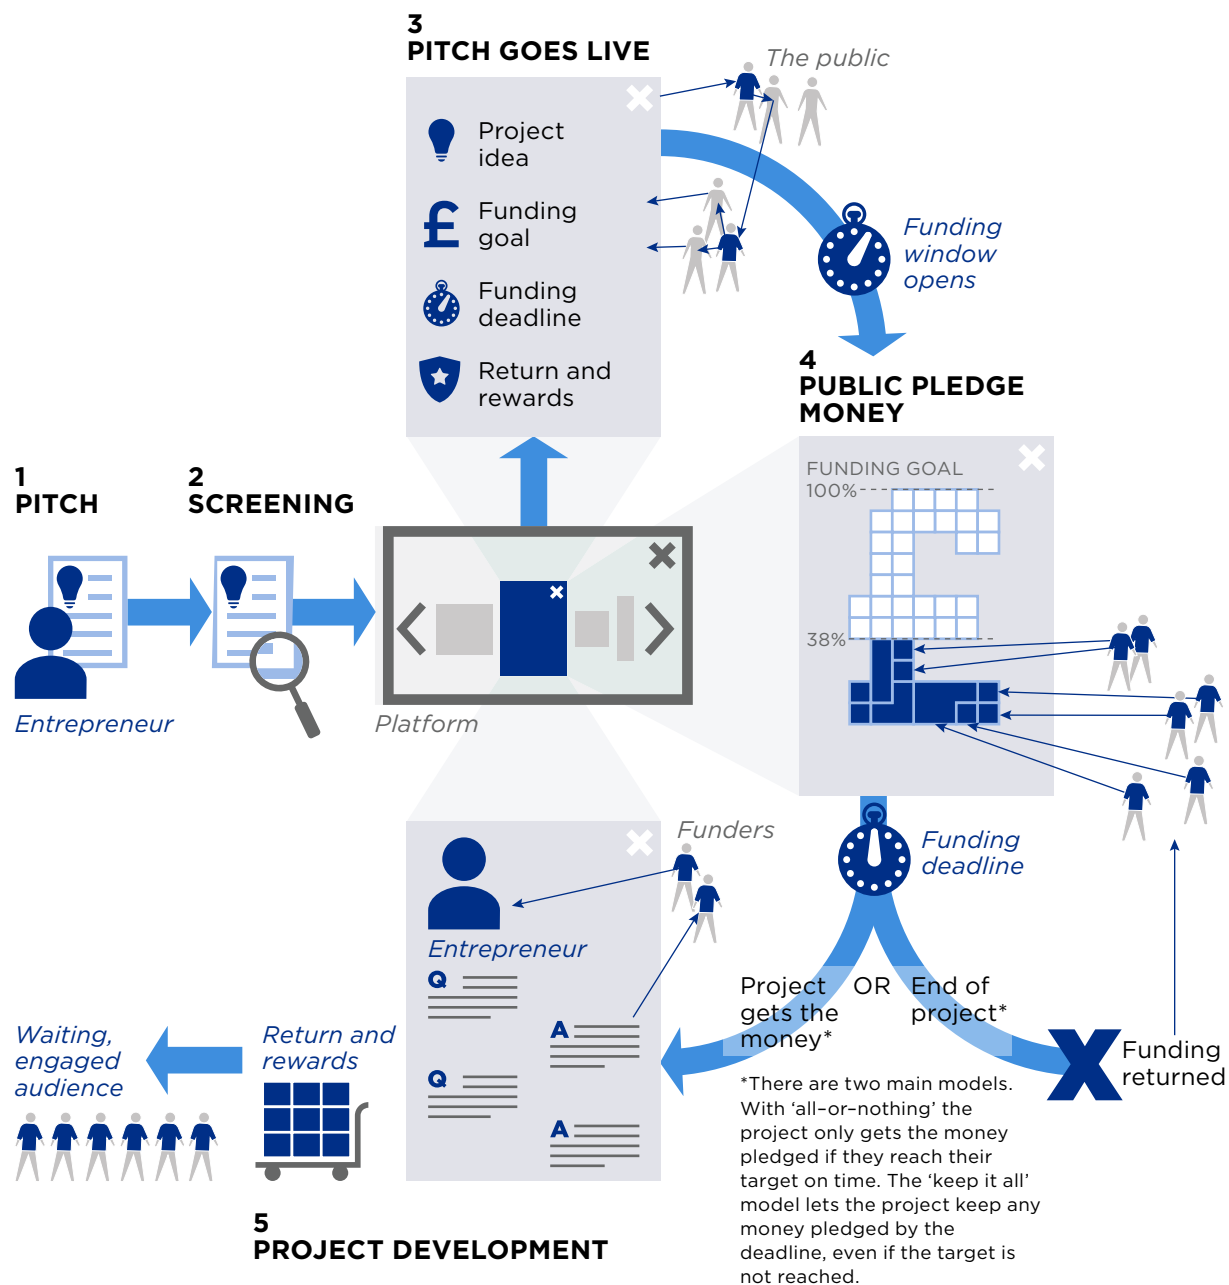 3
PITCH GOES LIVE
The public
Project
idea
£
Funding
goal
Funding
deadline
Return and
rewards
Funding
window
opens
1
PITCH
2
SCREENING
Entrepreneur
Platform
4
PUBLIC PLEDGE
MONEY
FUNDING GOAL
100%
38%
Funding
deadline
Funders
Entrepreneur
Q
A
Q
A
Project
gets the
money*
OR
End of
project*
X
Funding
returned
*There are two main models.
With ‘all–or–nothing’ the
project only gets the money
pledged if they reach their
target on time. The ‘keep it all’
model lets the project keep any
money pledged by the
deadline, even if the target is
not reached.
Return and
rewards
Waiting,
engaged
audience
5
PROJECT DEVELOPMENT